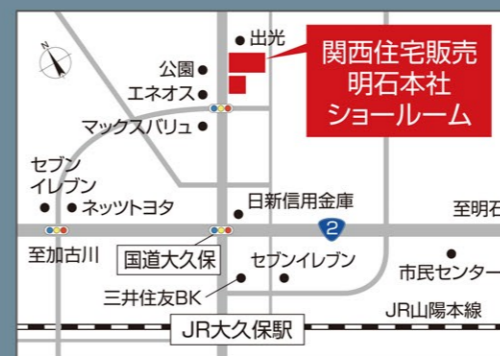 N
出光
関西住宅販売
明石本社
ショールーム
公園
エネオス
マックスバリュ
セブン
イレブン
ネッツトヨタ
日新信用金庫
2
至明石
至加古川
国道大久保
セブンイレブン
市民センター
三井住友BK
JR山陽本線
JR大久保駅